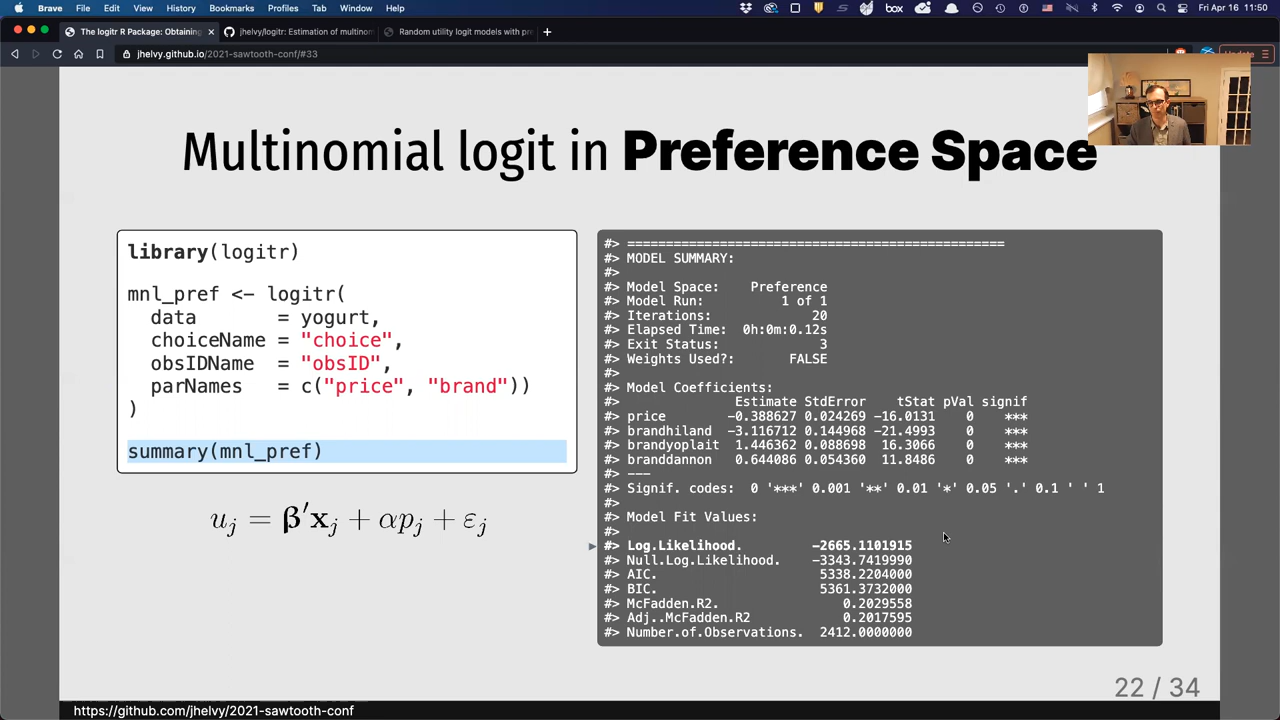 Brave File Edit View History Bookmarks Profiles Tab Window Help
box
Fri Apr 16 11:50
The logitr R Package: Obtaining
jhelvy/logitr: Estimation of multinom
Random utility logit models with pre
jhelvy.github.io/2021-sawtooth-conf/#33
Update
Multinomial logit in Preference Space
library(logitr)
mnl_pref <- logitr(
data = yogurt,
choiceName = "choice",
obsIDName = "obsID",
parNames = c("price", "brand"))
)
summary(mnl_pref)
uⱼ = β′xⱼ + αpⱼ + εⱼ
#> =================================================
#> MODEL SUMMARY:
#>
#> Model Space: Preference
#> Model Run: 1 of 1
#> Iterations: 20
#> Elapsed Time: 0h:0m:0.12s
#> Exit Status: 3
#> Weights Used?: FALSE
#>
#> Model Coefficients:
#> Estimate StdError tStat pVal signif
#> price -0.388627 0.024269 -16.0131 0 ***
#> brandhiland -3.116712 0.144968 -21.4993 0 ***
#> brandyoplait 1.446362 0.088698 16.3066 0 ***
#> branddannon 0.644086 0.054360 11.8486 0 ***
#> ---
#> Signif. codes: 0 '***' 0.001 '**' 0.01 '*' 0.05 '.' 0.1 ' ' 1
#>
#> Model Fit Values:
#>
#> Log.Likelihood. -2665.1101915
#> Null.Log.Likelihood. -3343.7419990
#> AIC. 5338.2204000
#> BIC. 5361.3732000
#> McFadden.R2. 0.2029558
#> Adj..McFadden.R2 0.2017595
#> Number.of.Observations. 2412.0000000
22 / 34
https://github.com/jhelvy/2021-sawtooth-conf